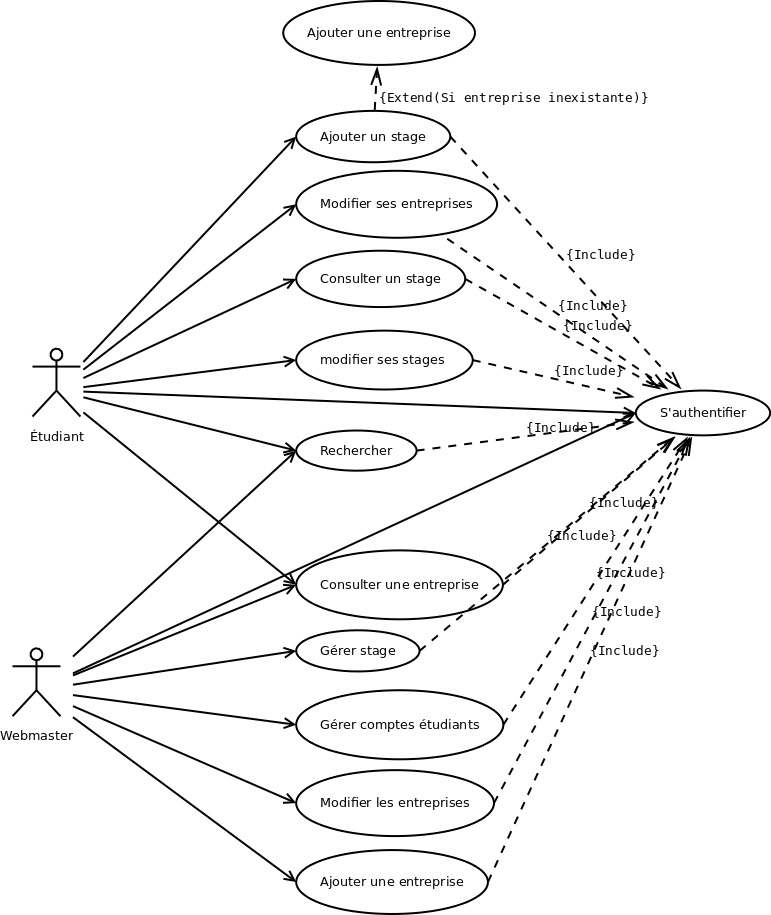 Ajouter une entreprise
{Extend(Si entreprise inexistante)}
Ajouter un stage
Modifier ses entreprises
{Include}
Consulter un stage
{Include}
{Include}
modifier ses stages
{Include}
S'authentifier
Étudiant
{Include}
Rechercher
{Include}
{Include}
Consulter une entreprise
{Include}
{Include}
Gérer stage
{Include}
Gérer comptes étudiants
Webmaster
Modifier les entreprises
Ajouter une entreprise